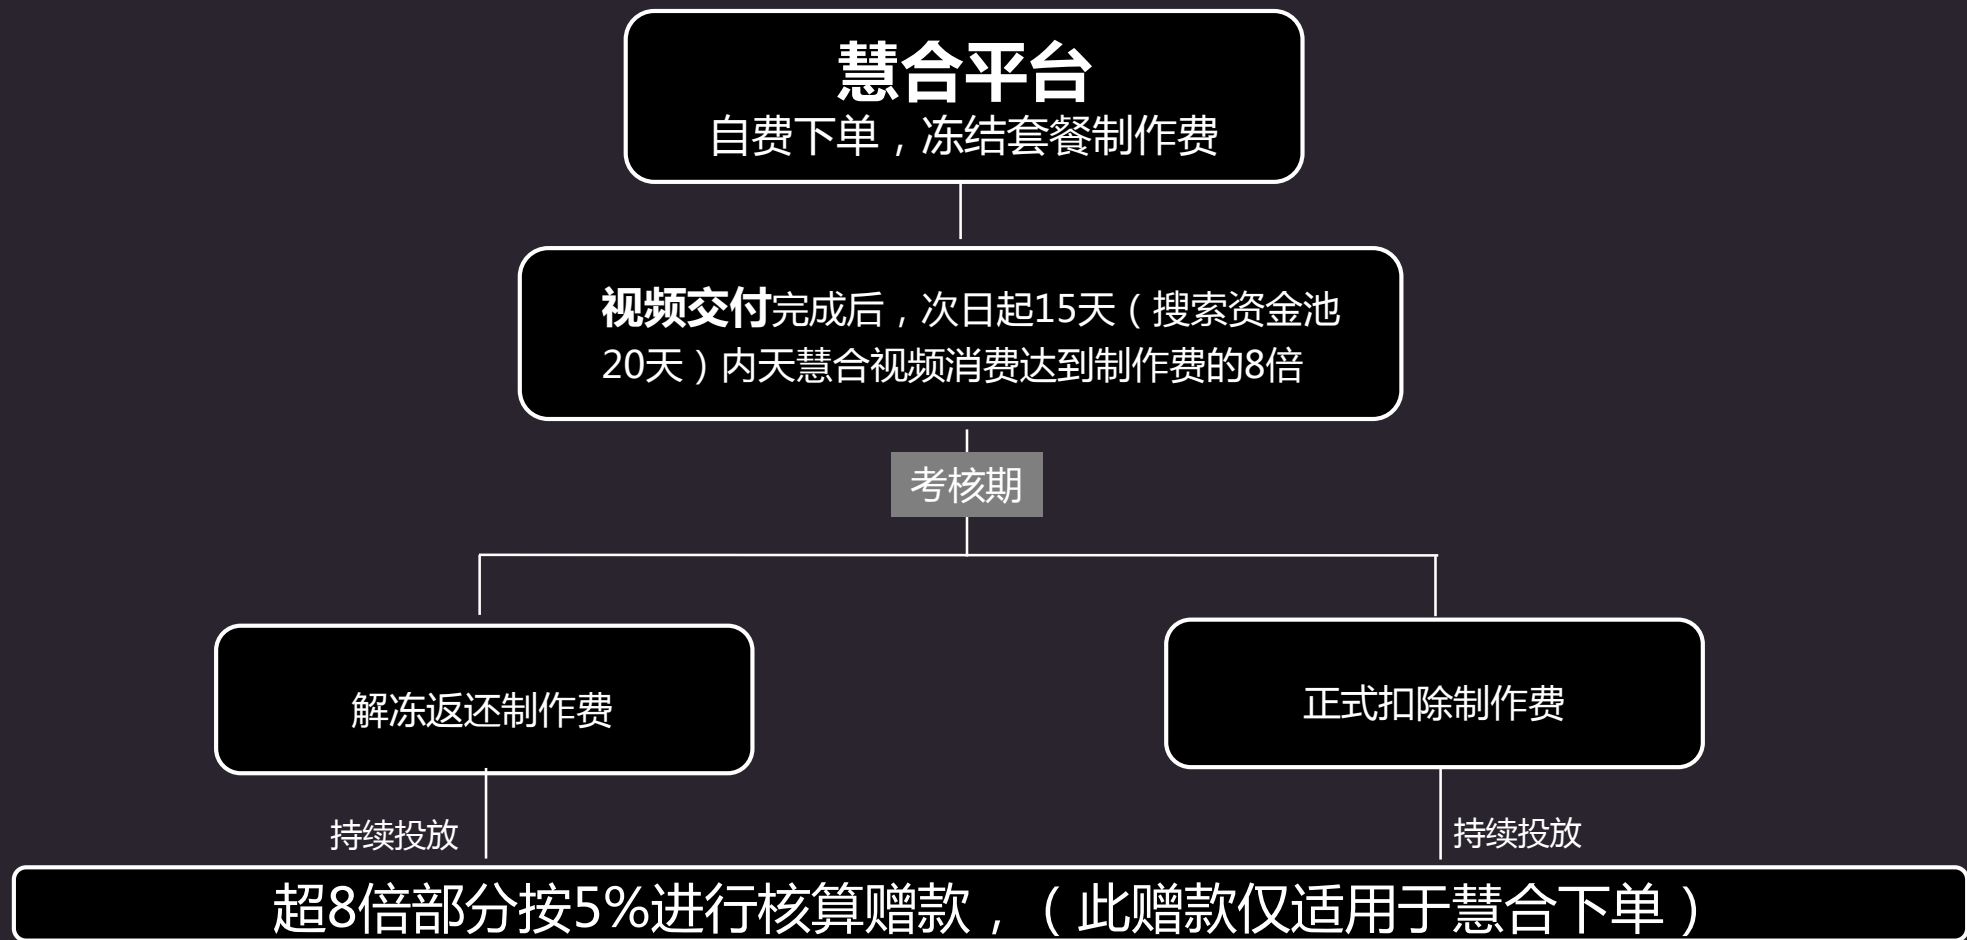 慧合平台
自费下单，冻结套餐制作费
视频交付完成后，次日起15天（搜索资金池
20天）内天慧合视频消费达到制作费的8倍
考核期
解冻返还制作费
正式扣除制作费
持续投放
持续投放
超8倍部分按5%进行核算赠款，（此赠款仅适用于慧合下单）